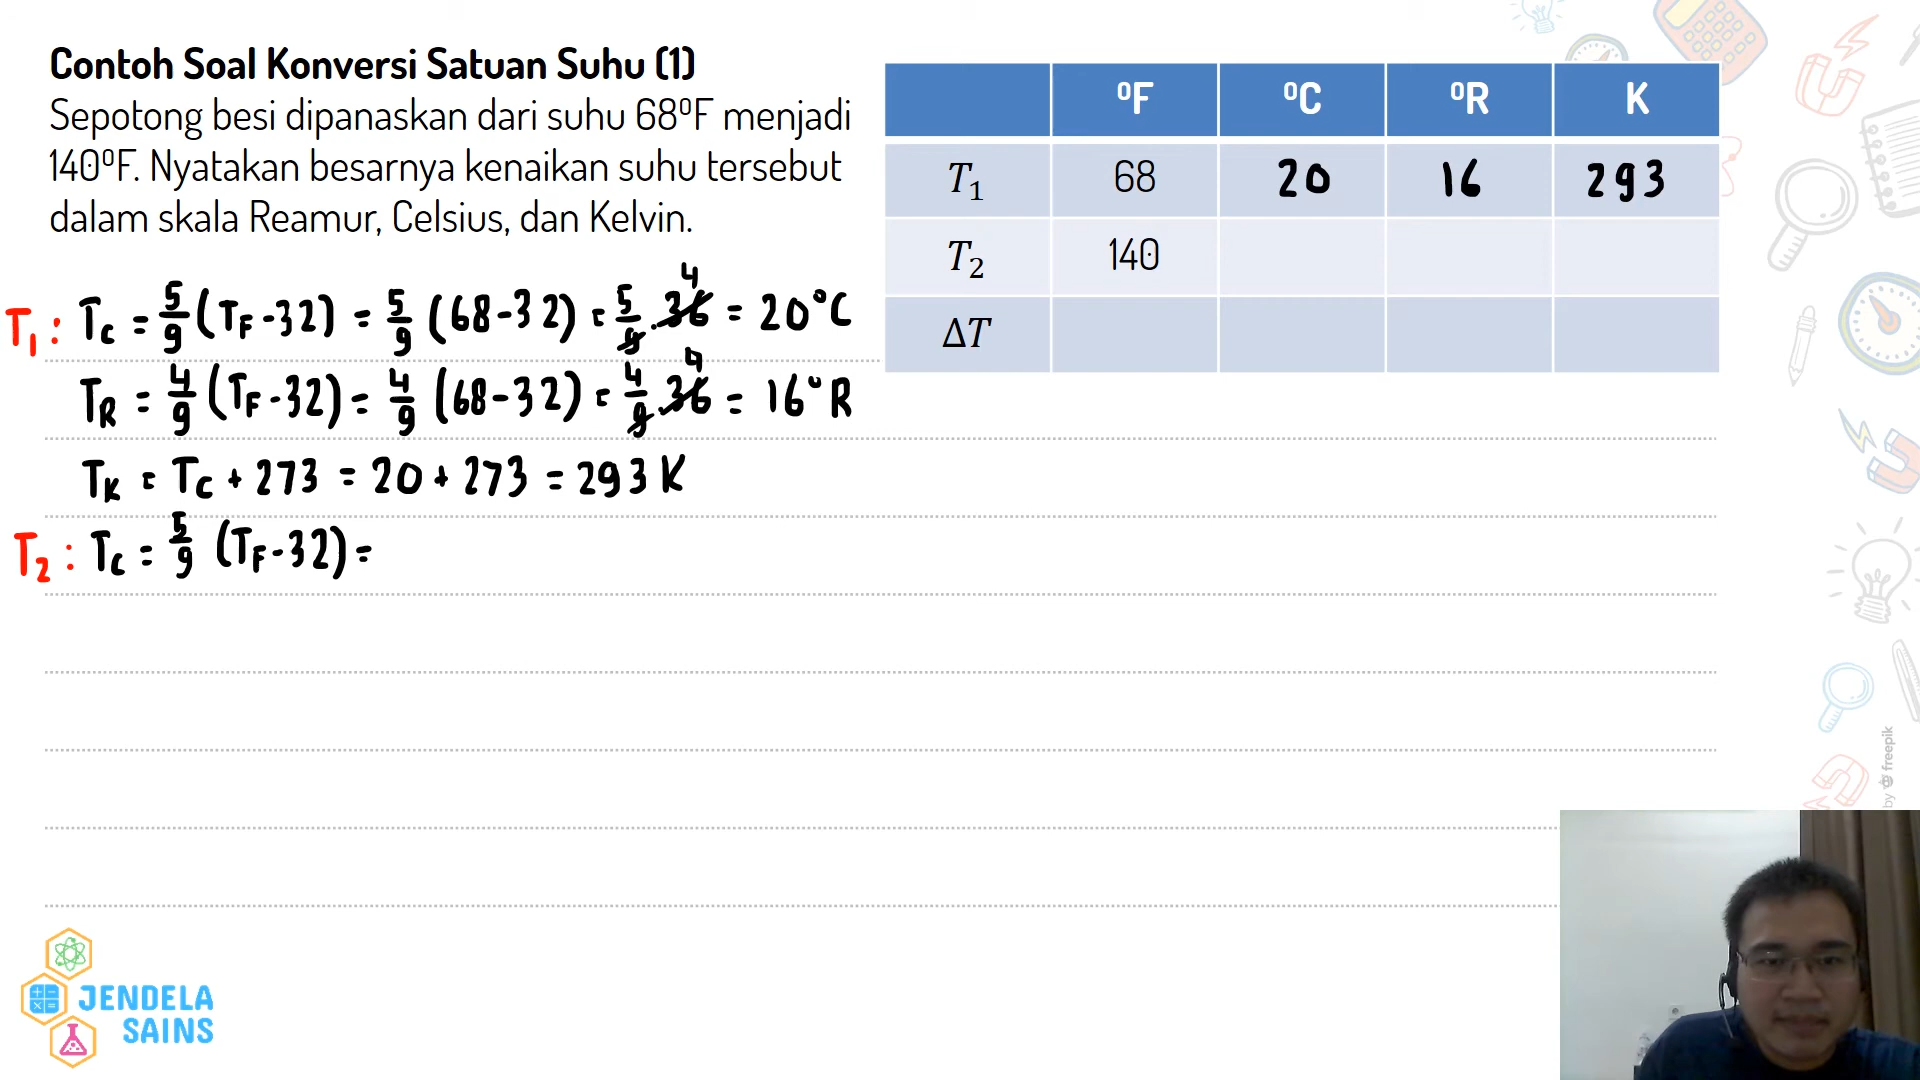 Contoh Soal Konversi Satuan Suhu (1)
Sepotong besi dipanaskan dari suhu 68⁰F menjadi
140⁰F. Nyatakan besarnya kenaikan suhu tersebut
dalam skala Reamur, Celsius, dan Kelvin.
⁰F ⁰C ⁰R K
T₁ 68 20 16 293
T₂ 140
ΔT
T₁ : T_C = 5/9 (T_F - 32) = 5/9 (68 - 32) = 5/9 . 36 4 = 20°C
T_R = 4/9 (T_F - 32) = 4/9 (68 - 32) = 4/9 . 36 4 = 16°R
T_K = T_C + 273 = 20 + 273 = 293 K
T₂ : T_C = 5/9 (T_F - 32) =
by freepik
JENDELA
SAINS